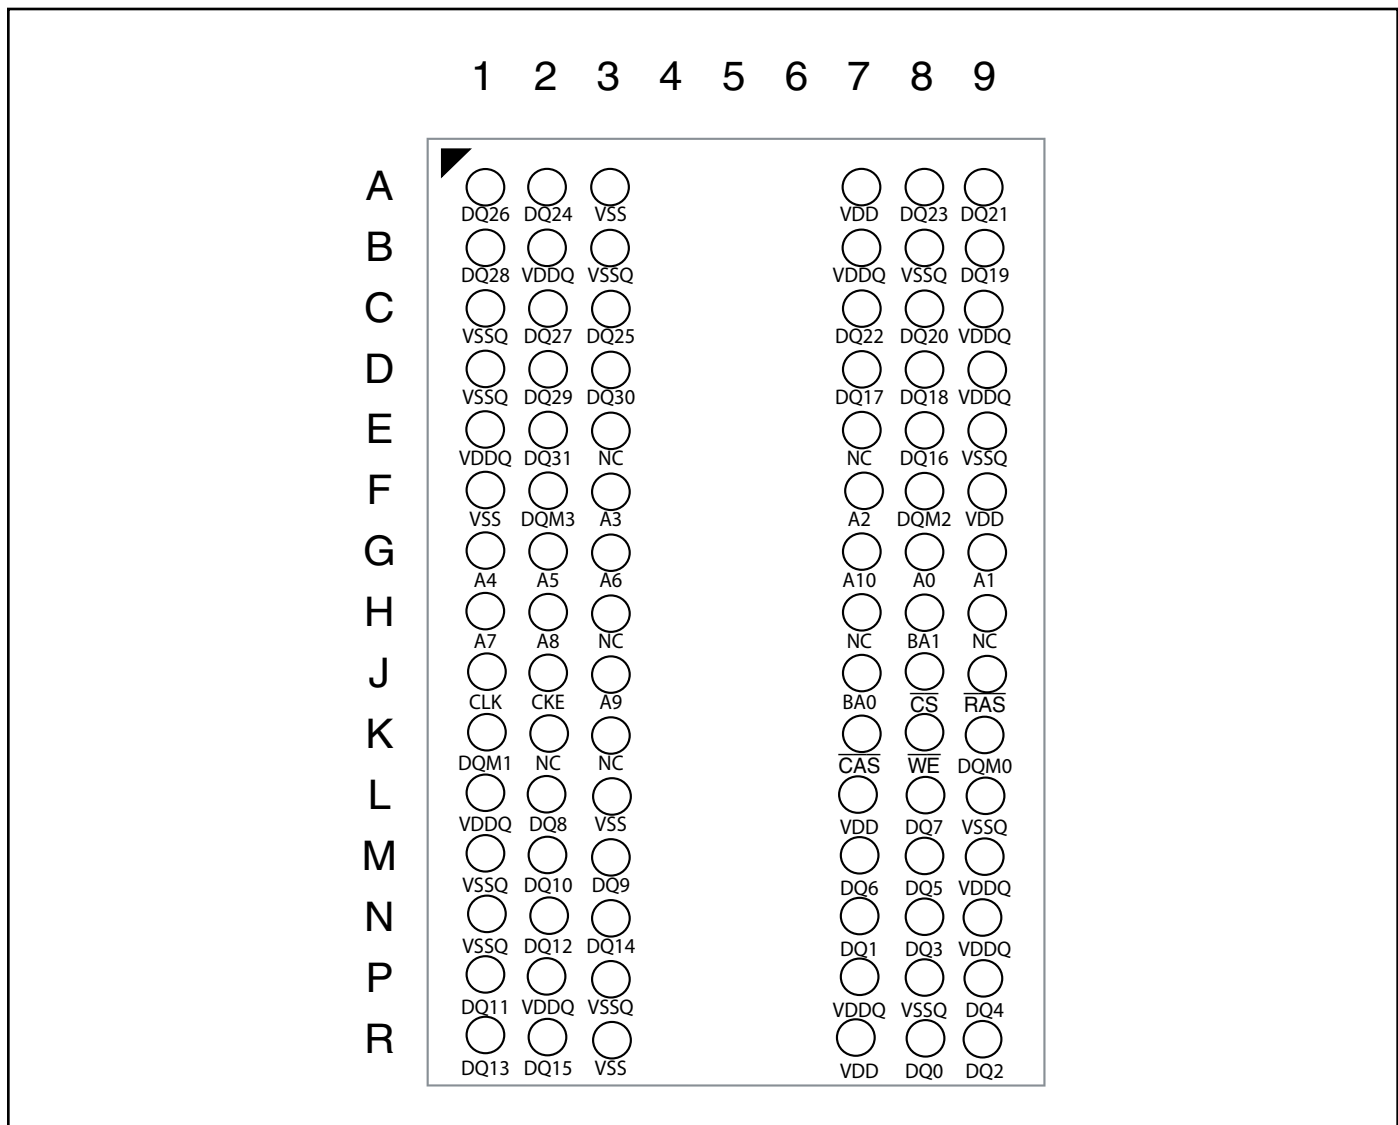 1 2 3 4 5 6 7 8 9
A
DQ26 DQ24 VSS VDD DQ23 DQ21
B
DQ28 VDDQ VSSQ VDDQ VSSQ DQ19
C
VSSQ DQ27 DQ25 DQ22 DQ20 VDDQ
D
VSSQ DQ29 DQ30 DQ17 DQ18 VDDQ
E
VDDQ DQ31 NC NC DQ16 VSSQ
F
VSS DQM3 A3 A2 DQM2 VDD
G
A4 A5 A6 A10 A0 A1
H
A7 A8 NC NC BA1 NC
J
CLK CKE A9 BA0 C̅S̅ R̅A̅S̅
K
DQM1 NC NC C̅A̅S̅ W̅E̅ DQM0
L
VDDQ DQ8 VSS VDD DQ7 VSSQ
M
VSSQ DQ10 DQ9 DQ6 DQ5 VDDQ
N
VSSQ DQ12 DQ14 DQ1 DQ3 VDDQ
P
DQ11 VDDQ VSSQ VDDQ VSSQ DQ4
R
DQ13 DQ15 VSS VDD DQ0 DQ2